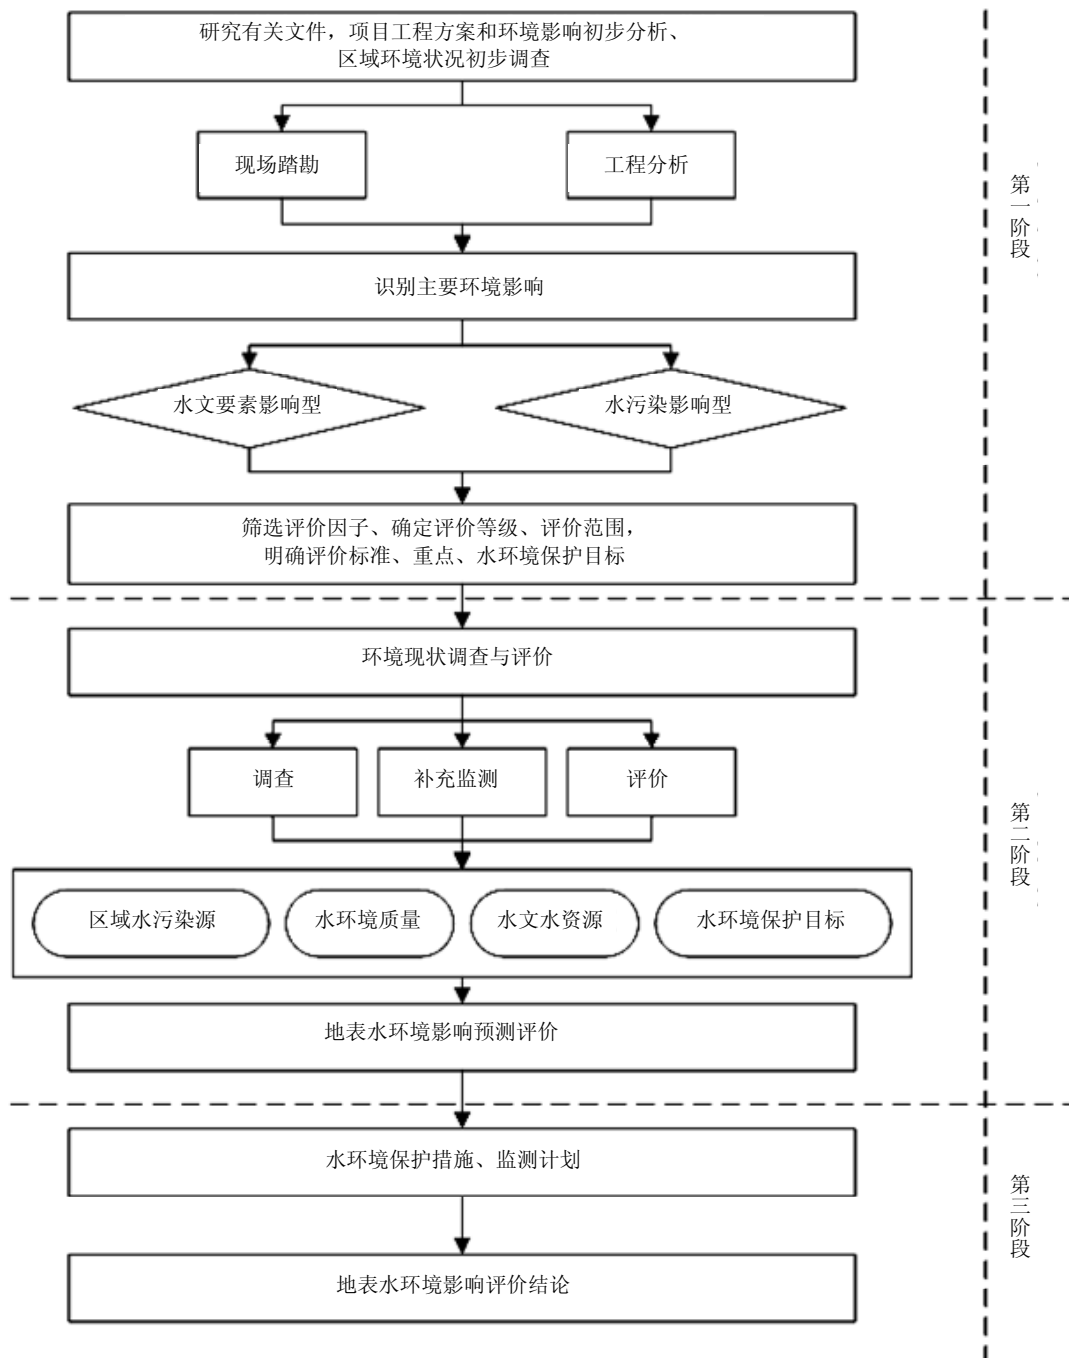 研究有关文件，项目工程方案和环境影响初步分析、
区域环境状况初步调查
现场踏勘
工程分析
第一阶段
识别主要环境影响
水文要素影响型
水污染影响型
筛选评价因子、确定评价等级、评价范围，
明确评价标准、重点、水环境保护目标
环境现状调查与评价
调查
补充监测
评价
第二阶段
区域水污染源
水环境质量
水文水资源
水环境保护目标
地表水环境影响预测评价
水环境保护措施、监测计划
第三阶段
地表水环境影响评价结论